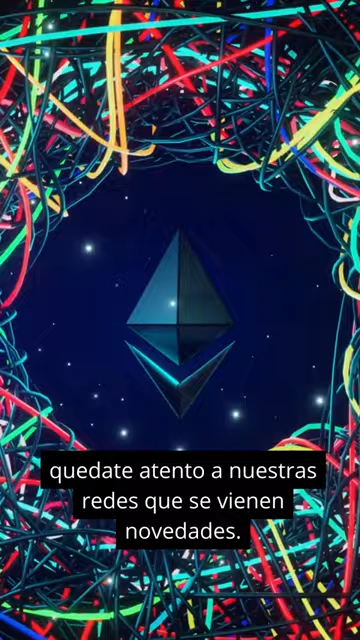 quedate atento a nuestras
redes que se vienen
novedades.